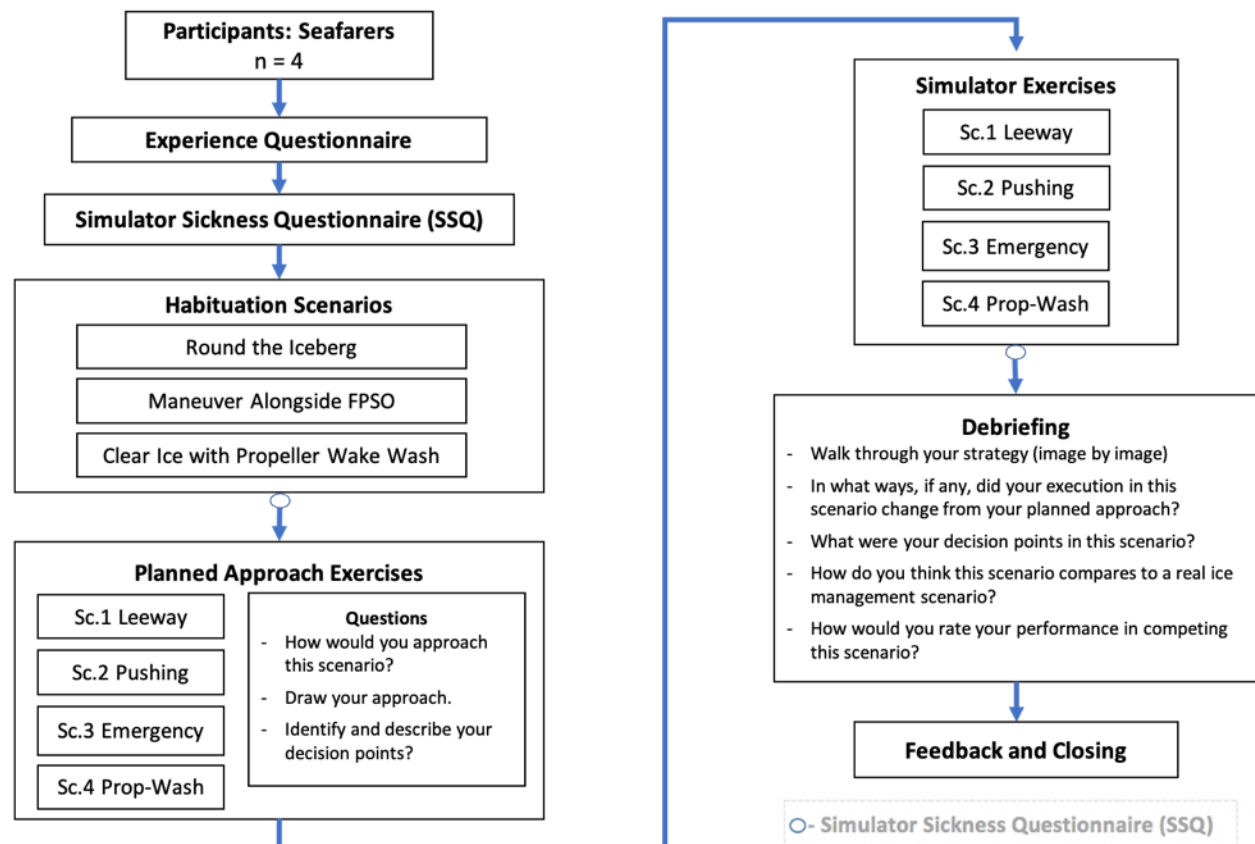 Participants: Seafarers
n = 4
Experience Questionnaire
Simulator Sickness Questionnaire (SSQ)
Habituation Scenarios
Round the Iceberg
Maneuver Alongside FPSO
Clear Ice with Propeller Wake Wash
Planned Approach Exercises
Sc.1 Leeway
Sc.2 Pushing
Sc.3 Emergency
Sc.4 Prop-Wash
Questions
- How would you approach
this scenario?
- Draw your approach.
- Identify and describe your
decision points?
Simulator Exercises
Sc.1 Leeway
Sc.2 Pushing
Sc.3 Emergency
Sc.4 Prop-Wash
Debriefing
- Walk through your strategy (image by image)
- In what ways, if any, did your execution in this
scenario change from your planned approach?
- What were your decision points in this scenario?
- How do you think this scenario compares to a real ice
management scenario?
- How would you rate your performance in competing
this scenario?
Feedback and Closing
- Simulator Sickness Questionnaire (SSQ)